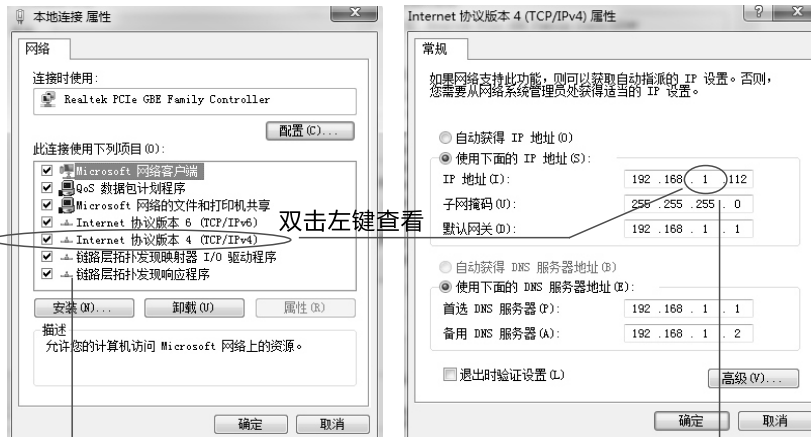 本地连接 属性
网络
连接时使用:
Realtek PCIe GBE Family Controller
配置(C)...
此连接使用下列项目(O):
Microsoft 网络客户端
QoS 数据包计划程序
Microsoft 网络的文件和打印机共享
Internet 协议版本 6 (TCP/IPv6)
Internet 协议版本 4 (TCP/IPv4)
链路层拓扑发现映射器 I/O 驱动程序
链路层拓扑发现响应程序
安装(N)...
卸载(U)
属性(R)
描述
允许您的计算机访问 Microsoft 网络上的资源。
确定
取消
双击左键查看
Internet 协议版本 4 (TCP/IPv4) 属性
常规
如果网络支持此功能，则可以获取自动指派的 IP 设置。否则，
您需要从网络系统管理员处获得适当的 IP 设置。
自动获得 IP 地址(O)
使用下面的 IP 地址(S):
IP 地址(I): 192 .168 . 1 .112
子网掩码(U): 255 .255 .255 . 0
默认网关(D): 192 .168 . 1 . 1
自动获得 DNS 服务器地址(B)
使用下面的 DNS 服务器地址(E):
首选 DNS 服务器(P): 192 .168 . 1 . 1
备用 DNS 服务器(A): 192 .168 . 1 . 2
退出时验证设置(L)
高级(V)...
确定
取消